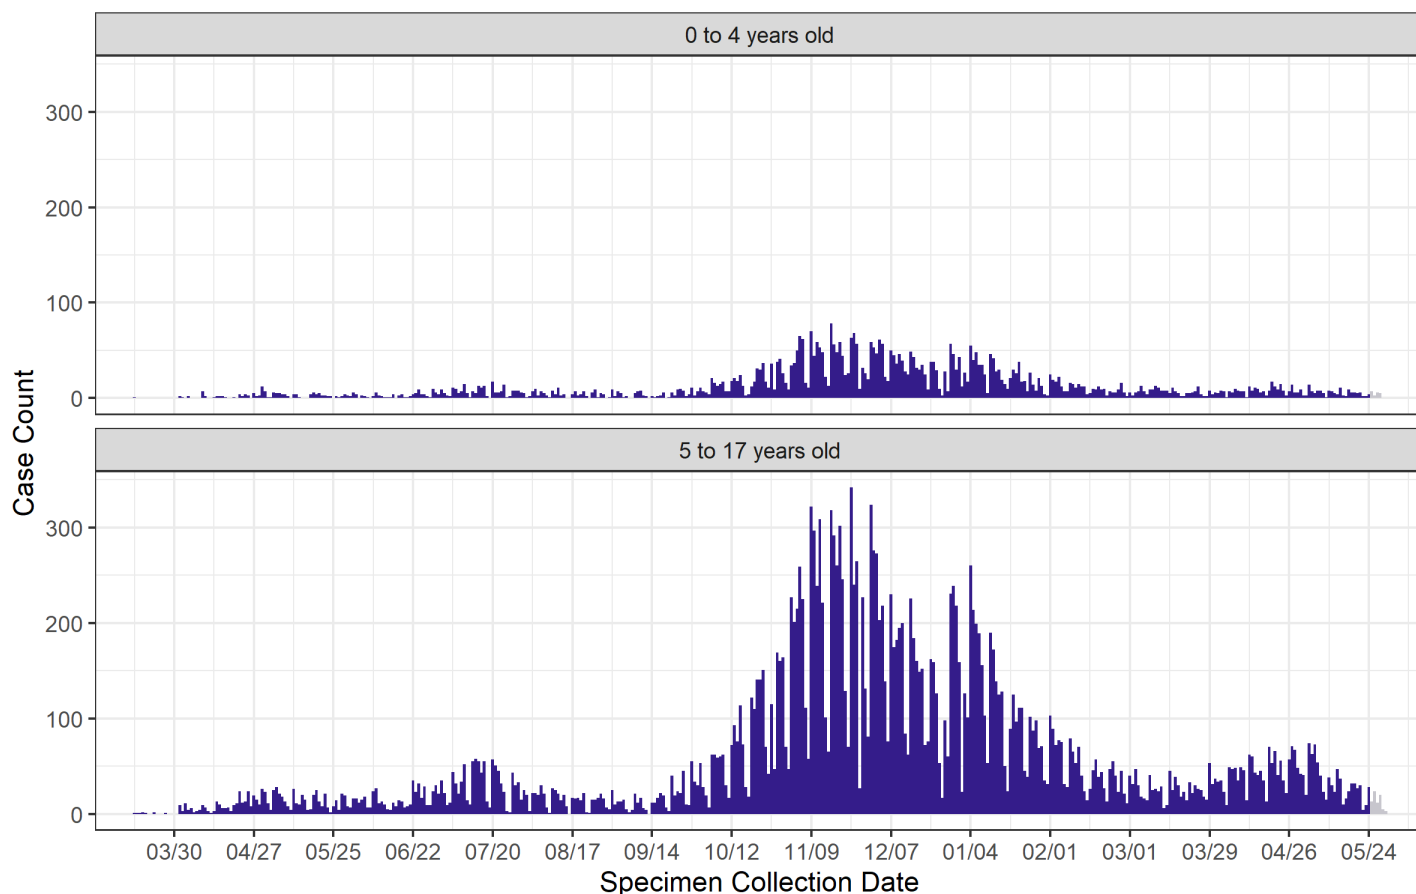 0 to 4 years old
300
200
100
0
5 to 17 years old
300
200
100
0
Case Count
03/30 04/27 05/25 06/22 07/20 08/17 09/14 10/12 11/09 12/07 01/04 02/01 03/01 03/29 04/26 05/24
Specimen Collection Date